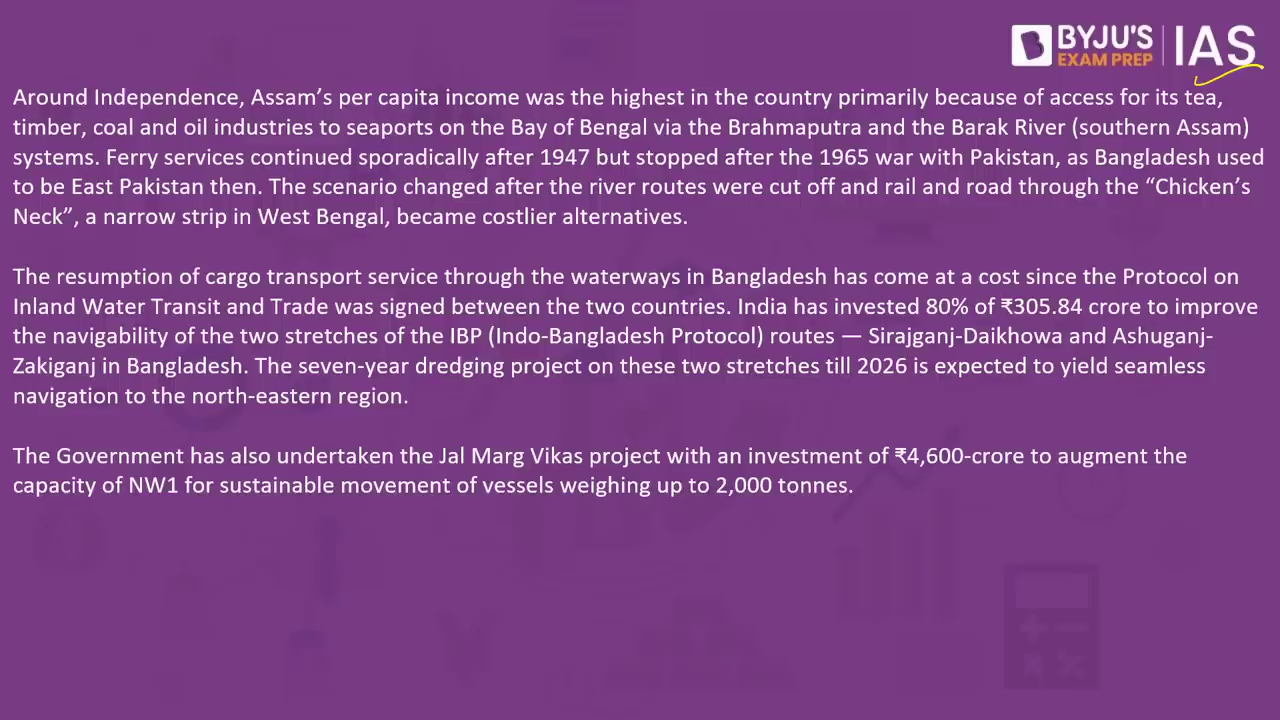 BYJU'S
EXAM PREP
IAS
Around Independence, Assam's per capita income was the highest in the country primarily because of access for its tea,
timber, coal and oil industries to seaports on the Bay of Bengal via the Brahmaputra and the Barak River (southern Assam)
systems. Ferry services continued sporadically after 1947 but stopped after the 1965 war with Pakistan, as Bangladesh used
to be East Pakistan then. The scenario changed after the river routes were cut off and rail and road through the “Chicken's
Neck”, a narrow strip in West Bengal, became costlier alternatives.
The resumption of cargo transport service through the waterways in Bangladesh has come at a cost since the Protocol on
Inland Water Transit and Trade was signed between the two countries. India has invested 80% of ₹305.84 crore to improve
the navigability of the two stretches of the IBP (Indo-Bangladesh Protocol) routes — Sirajganj-Daikhowa and Ashuganj-
Zakiganj in Bangladesh. The seven-year dredging project on these two stretches till 2026 is expected to yield seamless
navigation to the north-eastern region.
The Government has also undertaken the Jal Marg Vikas project with an investment of ₹4,600-crore to augment the
capacity of NW1 for sustainable movement of vessels weighing up to 2,000 tonnes.